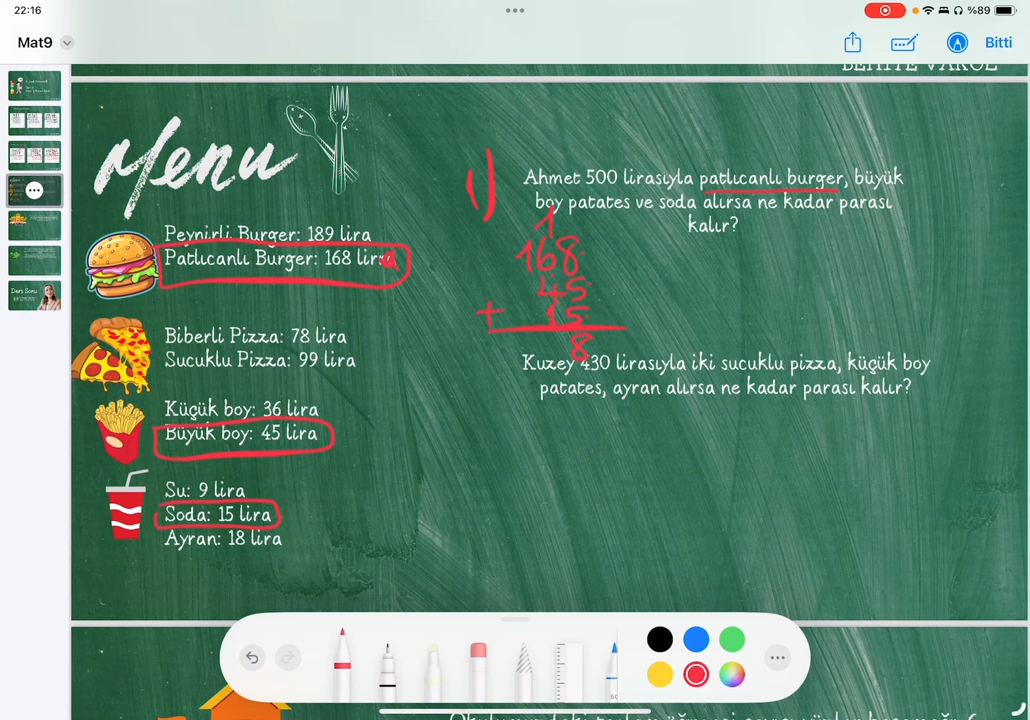 22:16
%89
Mat9
Bitti
BEHİYE VAROL
Menu
Peynirli Burger: 189 lira
Patlıcanlı Burger: 168 lira
Biberli Pizza: 78 lira
Sucuklu Pizza: 99 lira
Küçük boy: 36 lira
Büyük boy: 45 lira
Su: 9 lira
Soda: 15 lira
Ayran: 18 lira
1)
Ahmet 500 lirasıyla patlıcanlı burger, büyük
boy patates ve soda alırsa ne kadar parası
kalır?
1
168
45
+ 15
8
Kuzey 430 lirasıyla iki sucuklu pizza, küçük boy
patates, ayran alırsa ne kadar parası kalır?
Ders Sonu